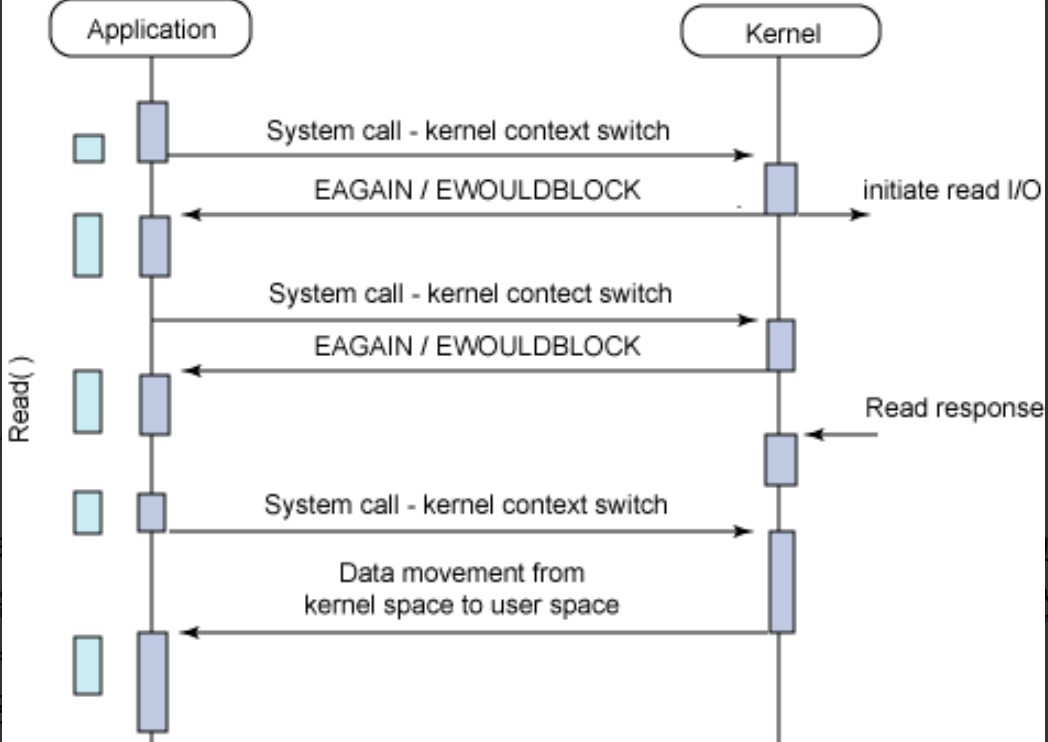 Application
Kernel
System call - kernel context switch
EAGAIN / EWOULDBLOCK
initiate read I/O
System call - kernel contect switch
EAGAIN / EWOULDBLOCK
Read( )
Read response
System call - kernel context switch
Data movement from
kernel space to user space